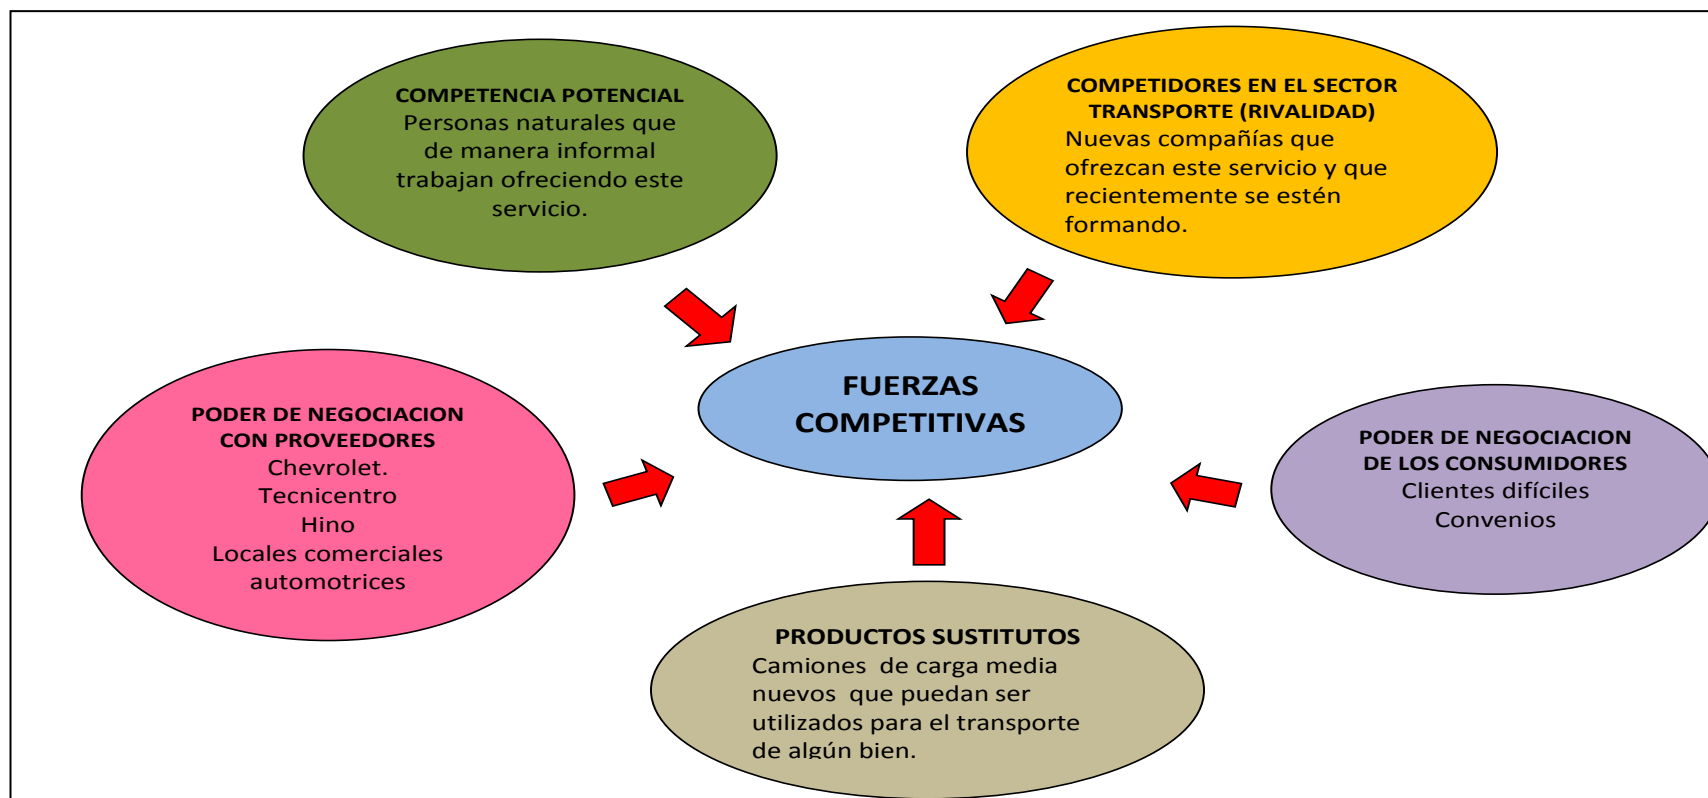 COMPETENCIA POTENCIAL
Personas naturales que
de manera informal
trabajan ofreciendo este
servicio.
COMPETIDORES EN EL SECTOR
TRANSPORTE (RIVALIDAD)
Nuevas compañías que
ofrezcan este servicio y que
recientemente se estén
formando.
FUERZAS
COMPETITIVAS
PODER DE NEGOCIACION
CON PROVEEDORES
Chevrolet.
Tecnicentro
Hino
Locales comerciales
automotrices
PODER DE NEGOCIACION
DE LOS CONSUMIDORES
Clientes difíciles
Convenios
PRODUCTOS SUSTITUTOS
Camiones  de carga media
nuevos  que puedan ser
utilizados para el transporte
de algún bien.